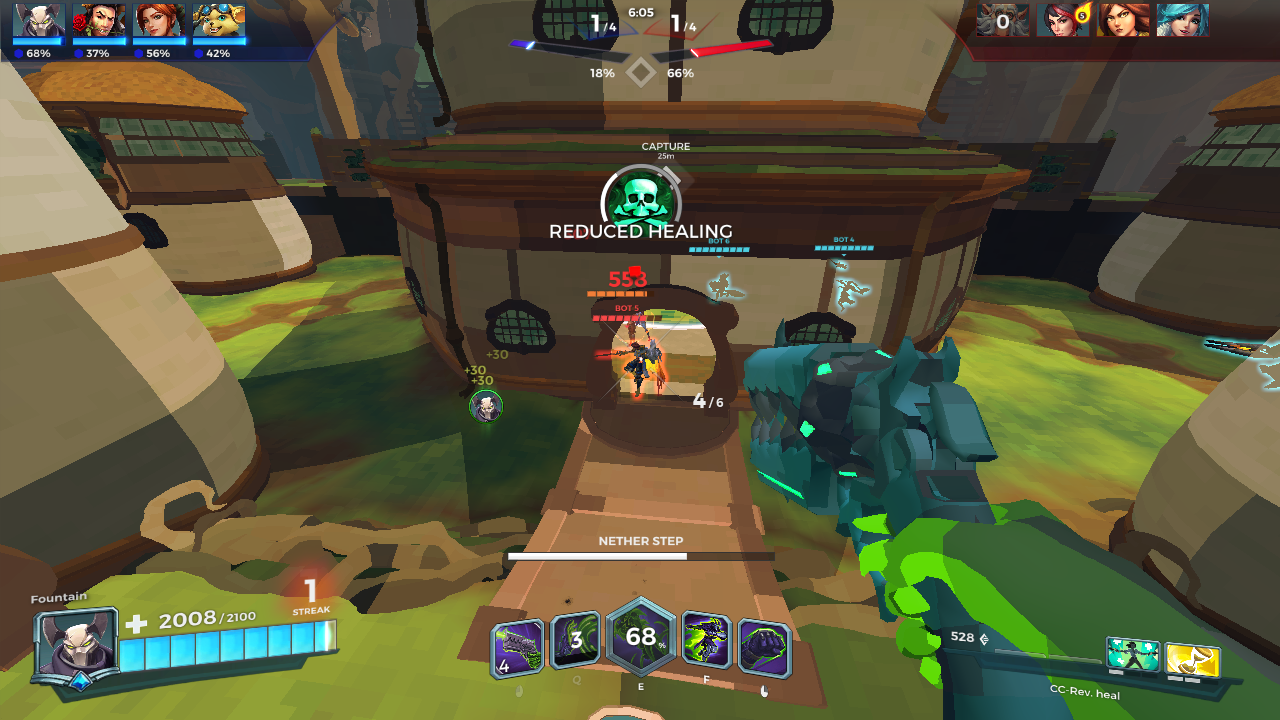 6:05
1/4
1/4
18%
66%
68%
37%
56%
42%
0
5
CAPTURE
25m
REDUCED HEALING
BOT 6
BOT 4
553
BOT 5
+30
+30
+30
4/6
NETHER STEP
Fountain
2008/2100
1
STREAK
4
3
68%
Q
E
F
528
CC-Rev. heal